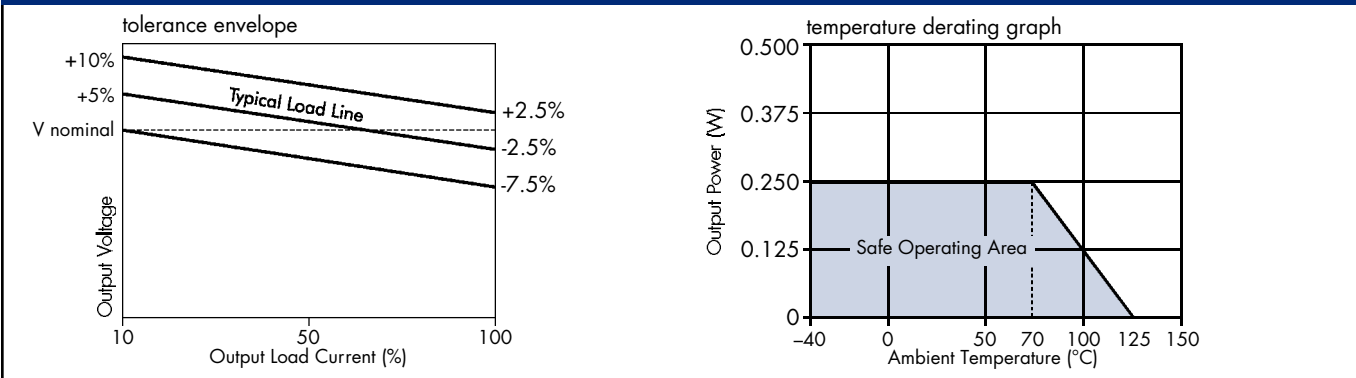 tolerance envelope
+10%
+5%
V nominal
Typical Load Line
+2.5%
-2.5%
-7.5%
Output Voltage
10
50
100
Output Load Current (%)
temperature derating graph
0.500
0.375
0.250
0.125
0
Output Power (W)
Safe Operating Area
–40
0
50
70
100
125
150
Ambient Temperature (°C)